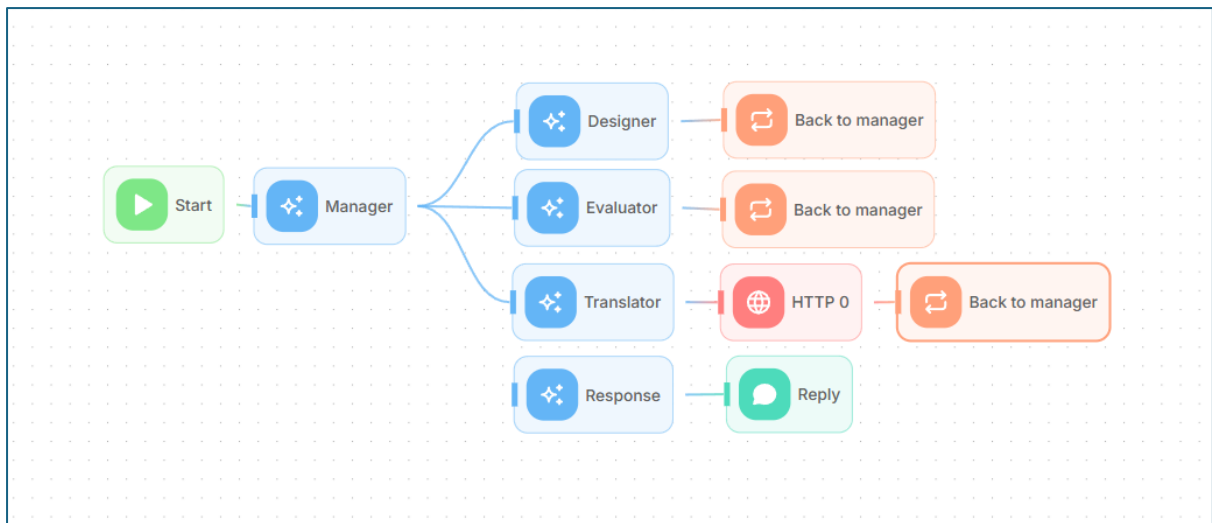 Start
Manager
Designer
Back to manager
Evaluator
Back to manager
Translator
HTTP 0
Back to manager
Response
Reply